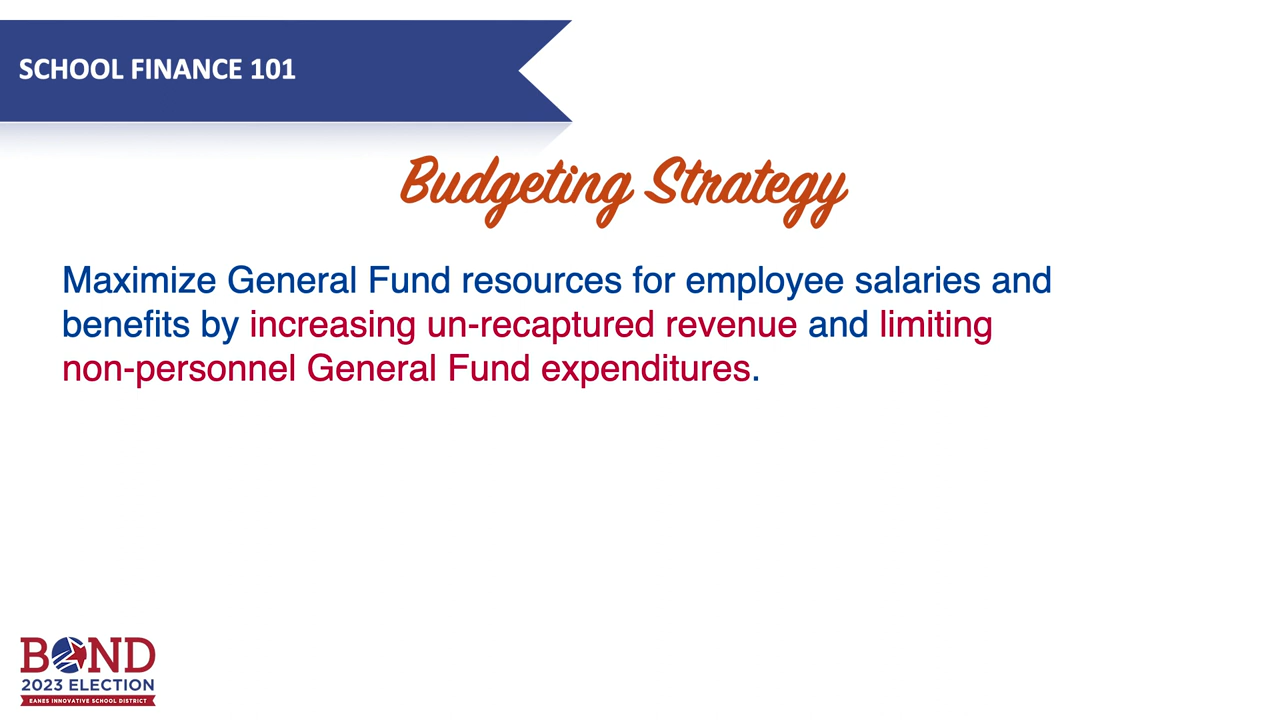 SCHOOL FINANCE 101
Budgeting Strategy
Maximize General Fund resources for employee salaries and
benefits by increasing un-recaptured revenue and limiting
non-personnel General Fund expenditures.
BOND
2023 ELECTION
EANES INNOVATIVE SCHOOL DISTRICT